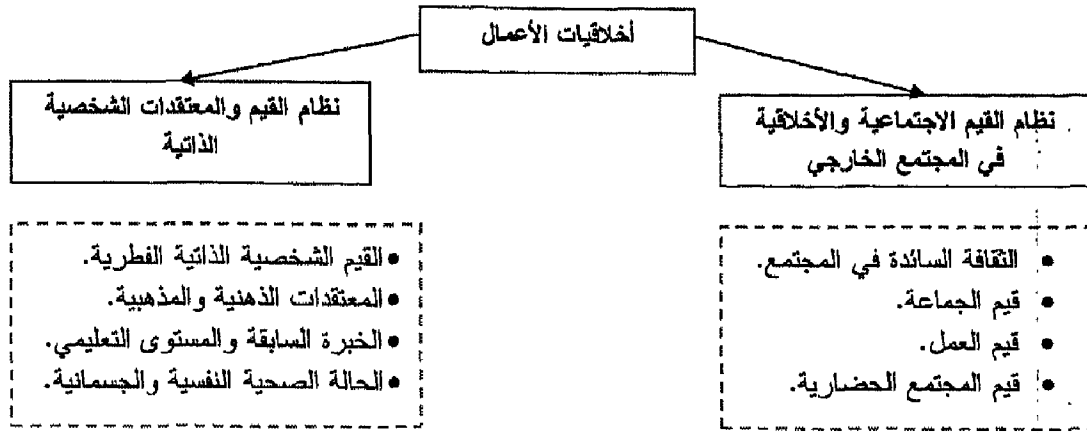 أخلاقيات الأعمال
نظام القيم الاجتماعية والأخلاقية
في المجتمع الخارجي
• الثقافة السائدة في المجتمع.
• قيم الجماعة.
• قيم العمل.
• قيم المجتمع الحضارية.
نظام القيم والمعتقدات الشخصية
الذاتية
• القيم الشخصية الذاتية الفطرية.
• المعتقدات الذهنية والمذهبية.
• الخبرة السابقة والمستوى التعليمي.
• الحالة الصحية النفسية والجسمانية.